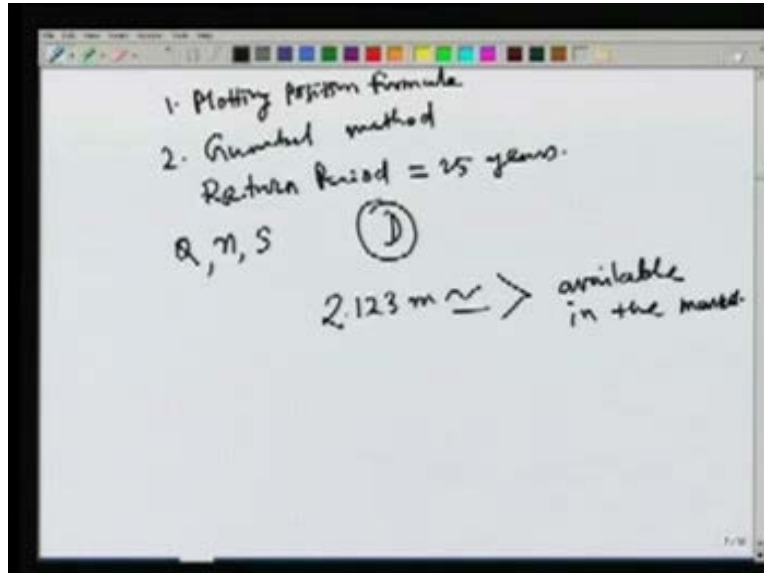 1. Plotting position formula
2. Gumbel method
Return Period = 25 years.
Q, n, S D
2.123 m ≃ > available
in the market.